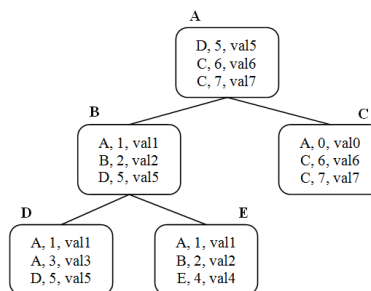 A
D, 5, val5
C, 6, val6
C, 7, val7
B
A, 1, val1
B, 2, val2
D, 5, val5
C
A, 0, val0
C, 6, val6
C, 7, val7
D
A, 1, val1
A, 3, val3
D, 5, val5
E
A, 1, val1
B, 2, val2
E, 4, val4